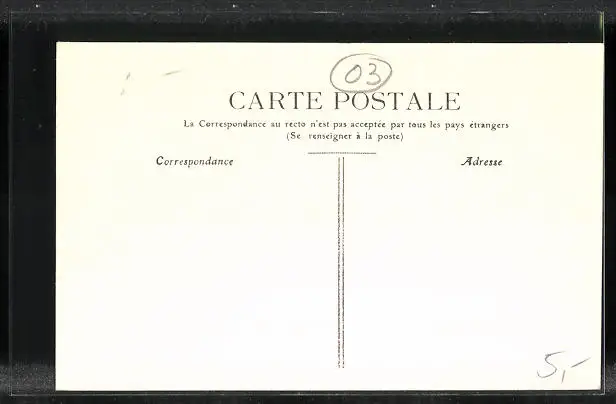 03
CARTE POSTALE
La Correspondance au recto n'est pas acceptée par tous les pays étrangers
(Se renseigner à la poste)
Correspondance
Adresse
5,-